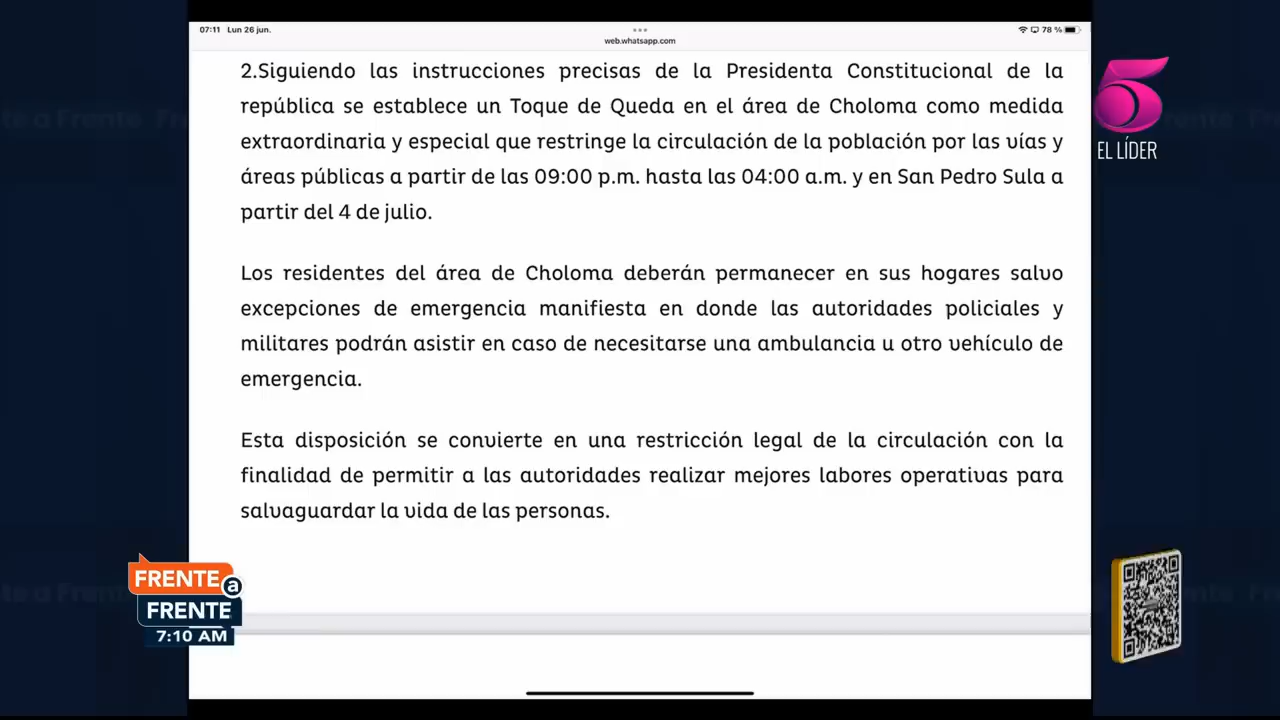 07:11 Lun 26 jun.
78 %
web.whatsapp.com
2.Siguiendo las instrucciones precisas de la Presidenta Constitucional de la
república se establece un Toque de Queda en el área de Choloma como medida
extraordinaria y especial que restringe la circulación de la población por las vías y
áreas públicas a partir de las 09:00 p.m. hasta las 04:00 a.m. y en San Pedro Sula a
partir del 4 de julio.
Los residentes del área de Choloma deberán permanecer en sus hogares salvo
excepciones de emergencia manifiesta en donde las autoridades policiales y
militares podrán asistir en caso de necesitarse una ambulancia u otro vehículo de
emergencia.
Esta disposición se convierte en una restricción legal de la circulación con la
finalidad de permitir a las autoridades realizar mejores labores operativas para
salvaguardar la vida de las personas.
5
EL LÍDER
FRENTE a
FRENTE
7:10 AM